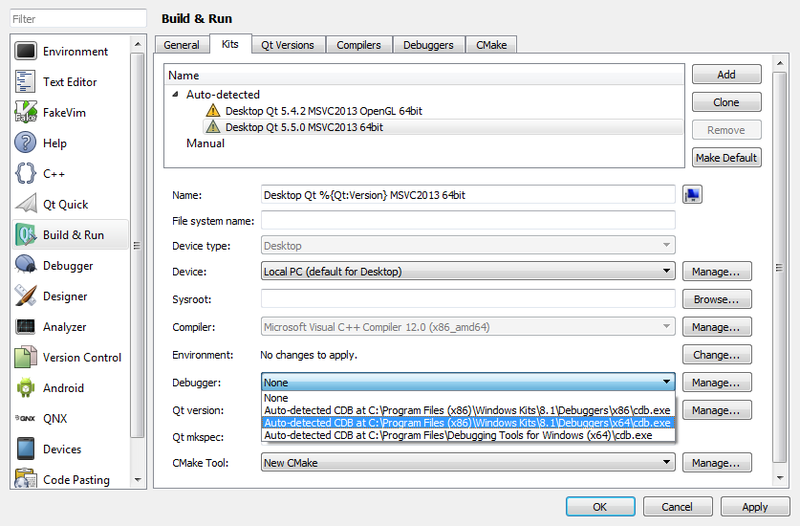 Filter
Environment
Text Editor
FakeVim
Help
C++
Qt Quick
Build & Run
Debugger
Designer
Analyzer
Version Control
Android
QNX
Devices
Code Pasting
Build & Run
General
Kits
Qt Versions
Compilers
Debuggers
CMake
Name
Auto-detected
Desktop Qt 5.4.2 MSVC2013 OpenGL 64bit
Desktop Qt 5.5.0 MSVC2013 64bit
Manual
Add
Clone
Remove
Make Default
Name: Desktop Qt %{Qt:Version} MSVC2013 64bit
File system name:
Device type: Desktop
Device: Local PC (default for Desktop) Manage...
Sysroot: Browse...
Compiler: Microsoft Visual C++ Compiler 12.0 (x86_amd64) Manage...
Environment: No changes to apply. Change...
Debugger: None Manage...
None
Auto-detected CDB at C:\Program Files (x86)\Windows Kits\8.1\Debuggers\x86\cdb.exe
Auto-detected CDB at C:\Program Files (x86)\Windows Kits\8.1\Debuggers\x64\cdb.exe
Auto-detected CDB at C:\Program Files\Debugging Tools for Windows (x64)\cdb.exe
Qt version: Manage...
Qt mkspec:
CMake Tool: New CMake Manage...
OK
Cancel
Apply